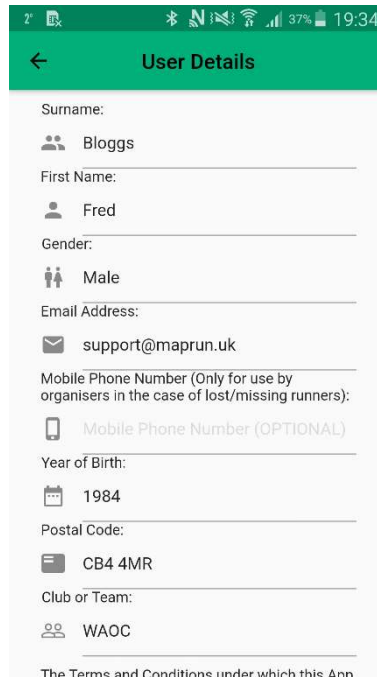 2° 37% 19:34
User Details
Surname:
Bloggs
First Name:
Fred
Gender:
Male
Email Address:
support@maprun.uk
Mobile Phone Number (Only for use by
organisers in the case of lost/missing runners):
Mobile Phone Number (OPTIONAL)
Year of Birth:
1984
Postal Code:
CB4 4MR
Club or Team:
WAOC
The Terms and Conditions under which this App